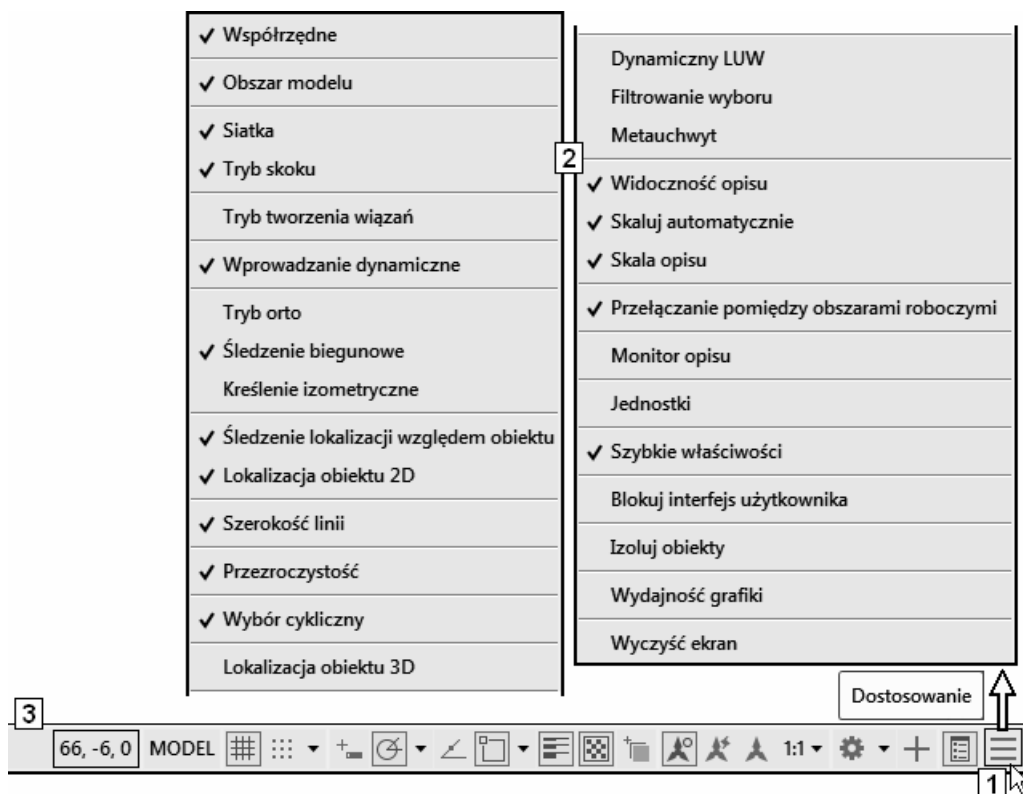 Współrzędne
Obszar modelu
Siatka
Tryb skoku
Tryb tworzenia wiązań
Wprowadzanie dynamiczne
Tryb orto
Śledzenie biegunowe
Kreślenie izometryczne
Śledzenie lokalizacji względem obiektu
Lokalizacja obiektu 2D
Szerokość linii
Przezroczystość
Wybór cykliczny
Lokalizacja obiektu 3D
2
Dynamiczny LUW
Filtrowanie wyboru
Metauchwyt
Widoczność opisu
Skaluj automatycznie
Skala opisu
Przełączanie pomiędzy obszarami roboczymi
Monitor opisu
Jednostki
Szybkie właściwości
Blokuj interfejs użytkownika
Izoluj obiekty
Wydajność grafiki
Wyczyść ekran
Dostosowanie
3
66, -6, 0 MODEL 1:1
1